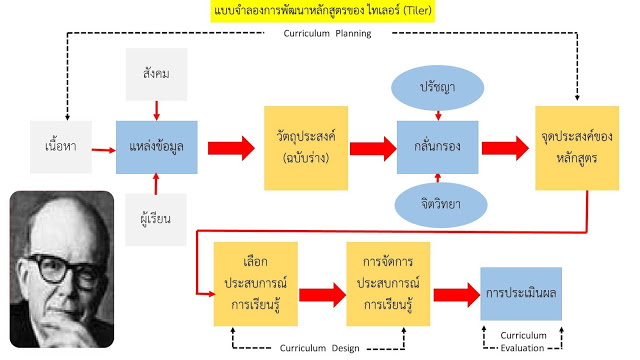 แบบจำลองการพัฒนาหลักสูตรของ ไทเลอร์ (Tiler)
Curriculum Planning
สังคม
ปรัชญา
เนื้อหา
แหล่งข้อมูล
วัตถุประสงค์
(ฉบับร่าง)
กลั่นกรอง
จุดประสงค์ของ
หลักสูตร
ผู้เรียน
จิตวิทยา
เลือก
ประสบการณ์
การเรียนรู้
การจัดการ
ประสบการณ์
การเรียนรู้
การประเมินผล
Curriculum Design
Curriculum
Evaluation